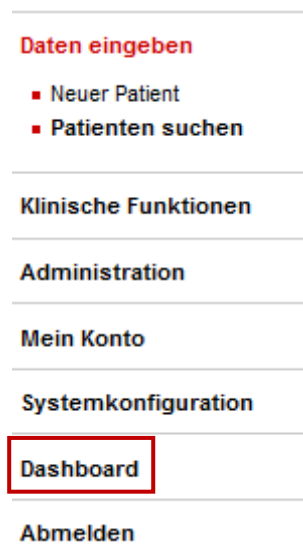 Daten eingeben
Neuer Patient
Patienten suchen
Klinische Funktionen
Administration
Mein Konto
Systemkonfiguration
Dashboard
Abmelden